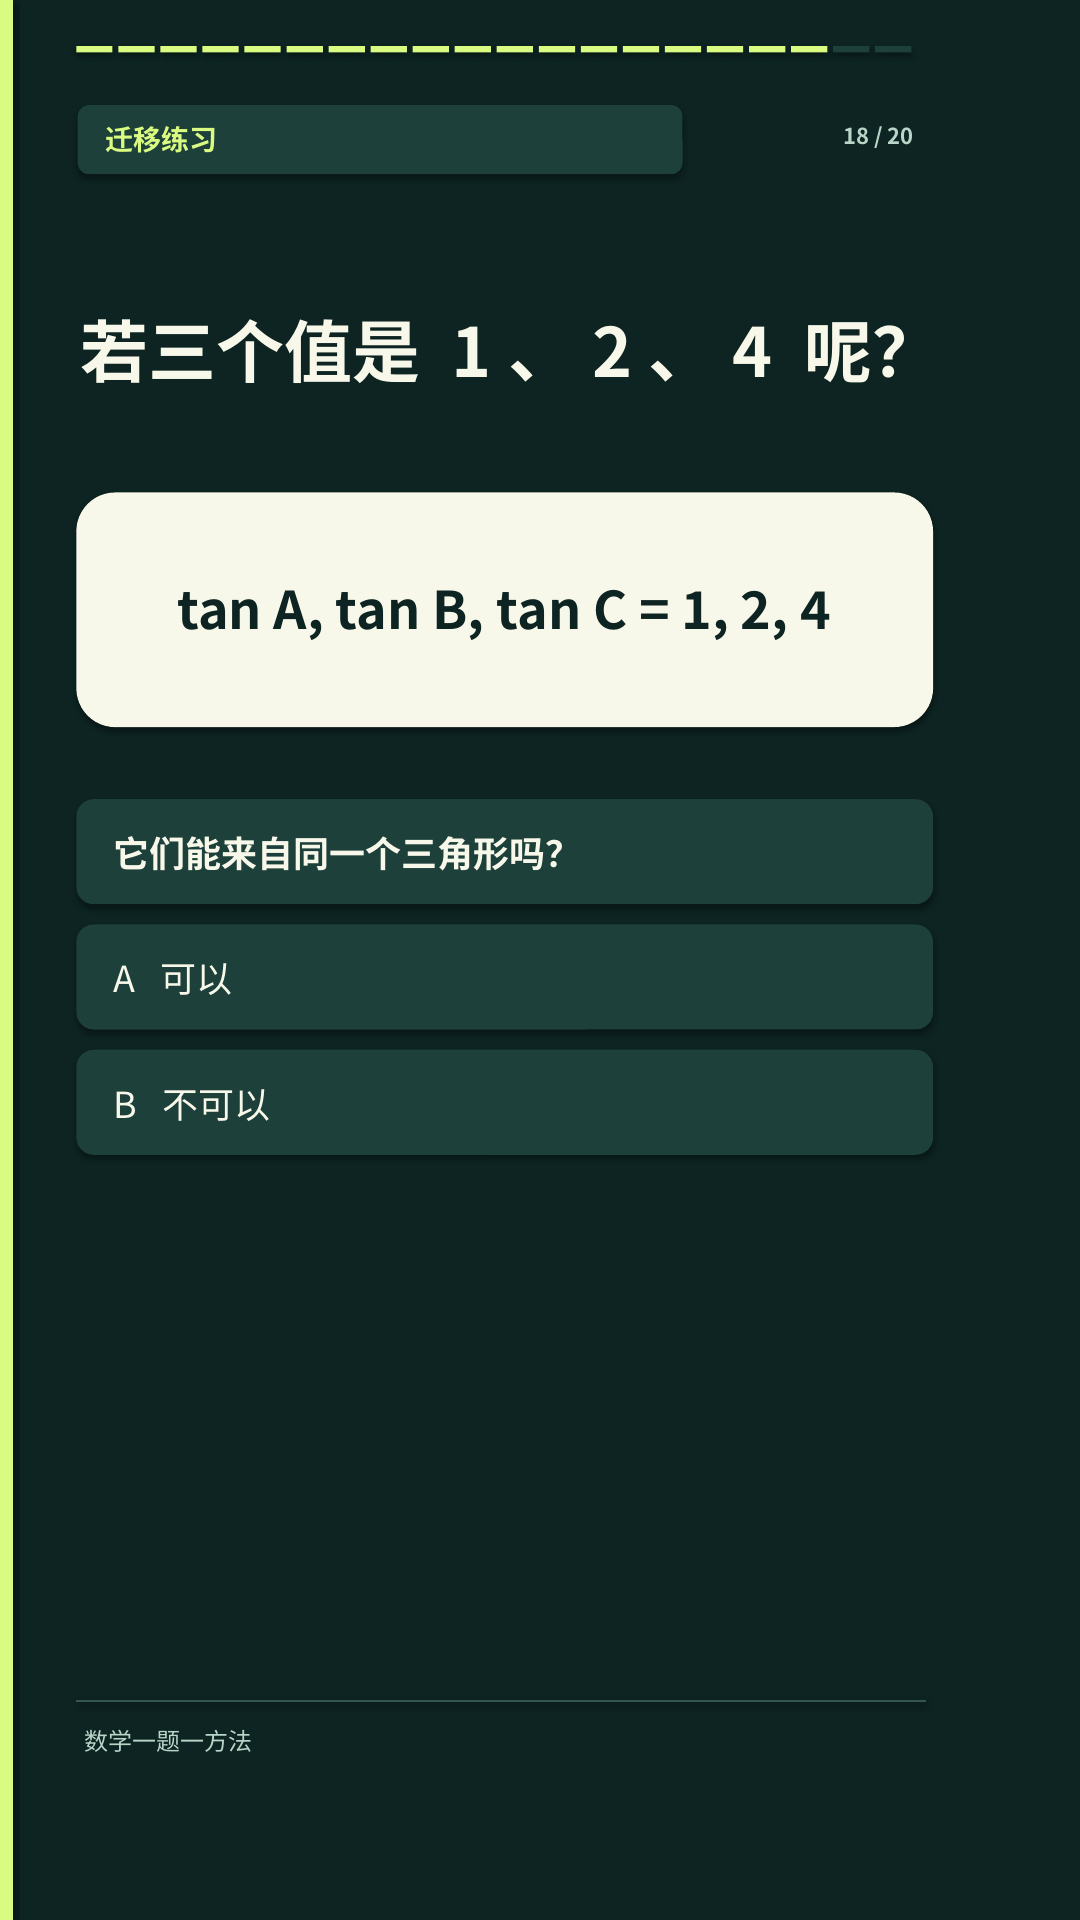 迁移练习
18 / 20
若三个值是 1、2、4 呢？
tan A, tan B, tan C = 1, 2, 4
它们能来自同一个三角形吗？
A 可以
B 不可以
数学一题一方法